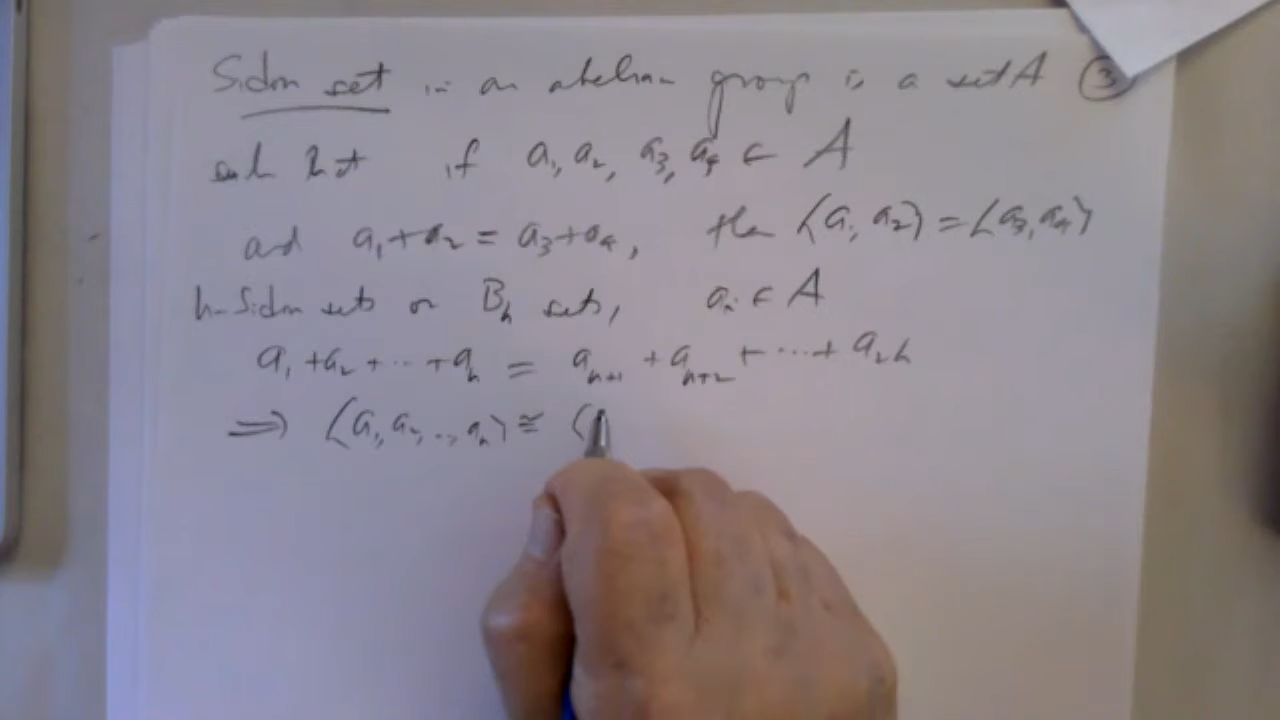 Sidon set in an abelian group is a set A ③
such that if a₁, a₂, a₃, a₄ ∈ A
and a₁+a₂ = a₃+a₄, then {a₁, a₂} = {a₃, a₄}
h-Sidon sets or Bₕ sets, aᵢ ∈ A
a₁ + a₂ + ⋯ + aₕ = aₕ₊₁ + aₕ₊₂ + ⋯ + a₂ₕ
⇒ {a₁, a₂, .., aₕ} ≅ {